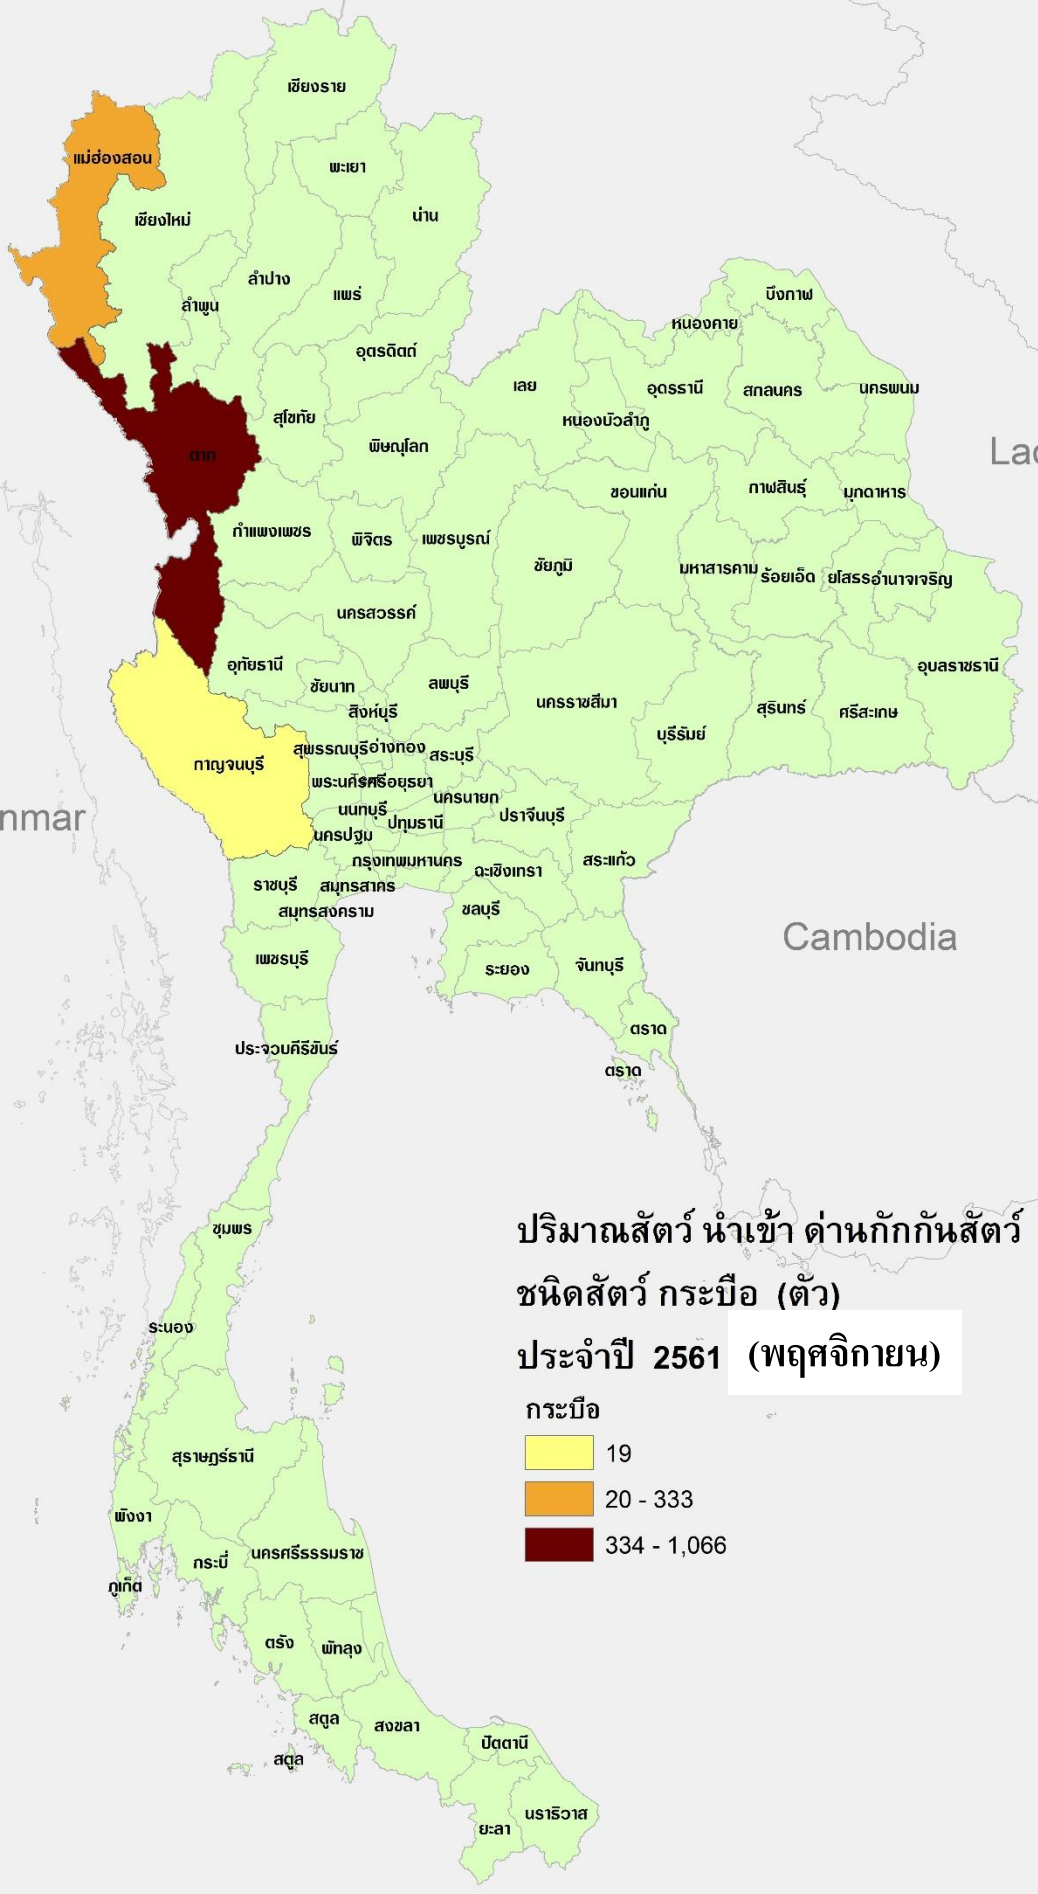 เชียงราย
แม่ฮ่องสอน
พะเยา
เชียงใหม่
น่าน
ลำปาง
แพร่
ลำพูน
บึงกาฬ
หนองคาย
อุตรดิตถ์
เลย
อุดรธานี
สกลนคร
นครพนม
สุโขทัย
หนองบัวลำภู
พิษณุโลก
ตาก
Lao
ขอนแก่น
กาฬสินธุ์
มุกดาหาร
กำแพงเพชร
พิจิตร
เพชรบูรณ์
ชัยภูมิ
มหาสารคาม
ร้อยเอ็ด
ยโสธร
อำนาจเจริญ
นครสวรรค์
อุทัยธานี
ชัยนาท
ลพบุรี
อุบลราชธานี
นครราชสีมา
สุรินทร์
ศรีสะเกษ
สิงห์บุรี
บุรีรัมย์
สุพรรณบุรี
อ่างทอง
สระบุรี
กาญจนบุรี
พระนครศรีอยุธยา
นครนายก
นนทบุรี
ปทุมธานี
ปราจีนบุรี
nmar
นครปฐม
กรุงเทพมหานคร
ฉะเชิงเทรา
สระแก้ว
ราชบุรี
สมุทรสาคร
สมุทรสงคราม
ชลบุรี
Cambodia
เพชรบุรี
ระยอง
จันทบุรี
ตราด
ประจวบคีรีขันธ์
ตราด
ชุมพร
ปริมาณสัตว์ นำเข้า ด่านกักกันสัตว์
ชนิดสัตว์ กระบือ (ตัว)
ประจำปี 2561 (พฤศจิกายน)
กระบือ
19
20 - 333
334 - 1,066
ระนอง
สุราษฎร์ธานี
พังงา
นครศรีธรรมราช
กระบี่
ภูเก็ต
ตรัง
พัทลุง
สตูล
สงขลา
ปัตตานี
สตูล
นราธิวาส
ยะลา